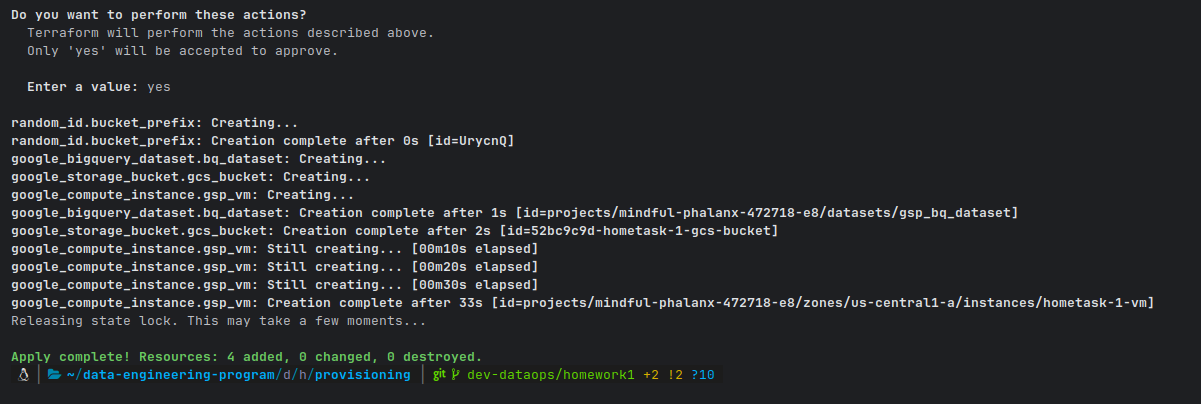 Do you want to perform these actions?
  Terraform will perform the actions described above.
  Only 'yes' will be accepted to approve.

  Enter a value: yes

random_id.bucket_prefix: Creating...
random_id.bucket_prefix: Creation complete after 0s [id=UrycnQ]
google_bigquery_dataset.bq_dataset: Creating...
google_storage_bucket.gcs_bucket: Creating...
google_compute_instance.gsp_vm: Creating...
google_bigquery_dataset.bq_dataset: Creation complete after 1s [id=projects/mindful-phalanx-472718-e8/datasets/gsp_bq_dataset]
google_storage_bucket.gcs_bucket: Creation complete after 2s [id=52bc9c9d-hometask-1-gcs-bucket]
google_compute_instance.gsp_vm: Still creating... [00m10s elapsed]
google_compute_instance.gsp_vm: Still creating... [00m20s elapsed]
google_compute_instance.gsp_vm: Still creating... [00m30s elapsed]
google_compute_instance.gsp_vm: Creation complete after 33s [id=projects/mindful-phalanx-472718-e8/zones/us-central1-a/instances/hometask-1-vm]
Releasing state lock. This may take a few moments...

Apply complete! Resources: 4 added, 0 changed, 0 destroyed.
~/data-engineering-program/d/h/provisioning git dev-dataops/homework1 +2 !2 ?10